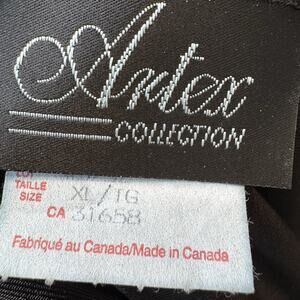 Artex
COLLECTION
TAILLE
SIZE XL/TG
CA 31658
Fabriqué au Canada/Made in Canada